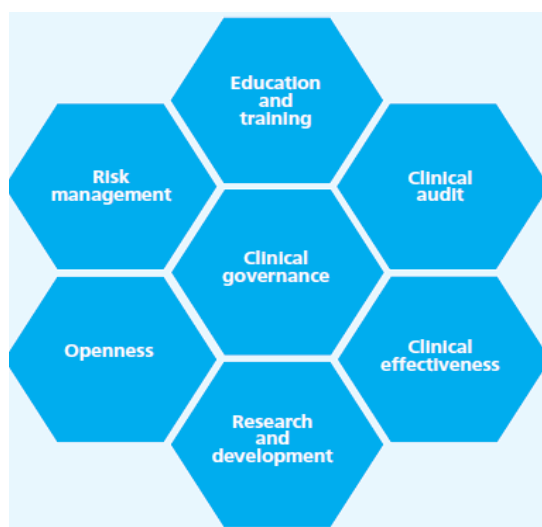 Education
and
training
Risk
management
Clinical
audit
Clinical
governance
Openness
Clinical
effectiveness
Research
and
development